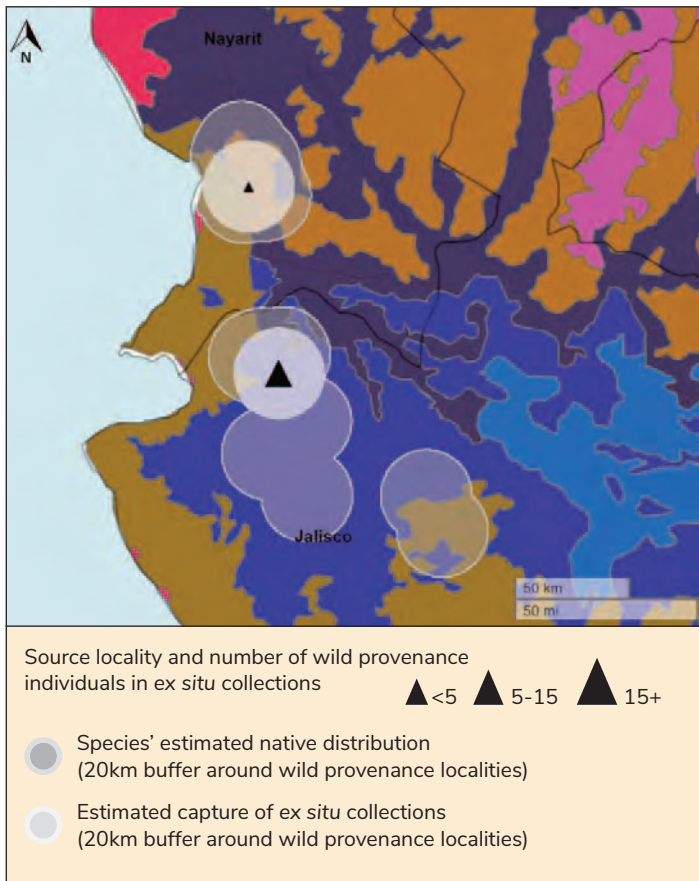 N
Nayarit
Jalisco
50 km
50 mi
Source locality and number of wild provenance
individuals in ex situ collections
<5 5-15 15+
Species’ estimated native distribution
(20km buffer around wild provenance localities)
Estimated capture of ex situ collections
(20km buffer around wild provenance localities)